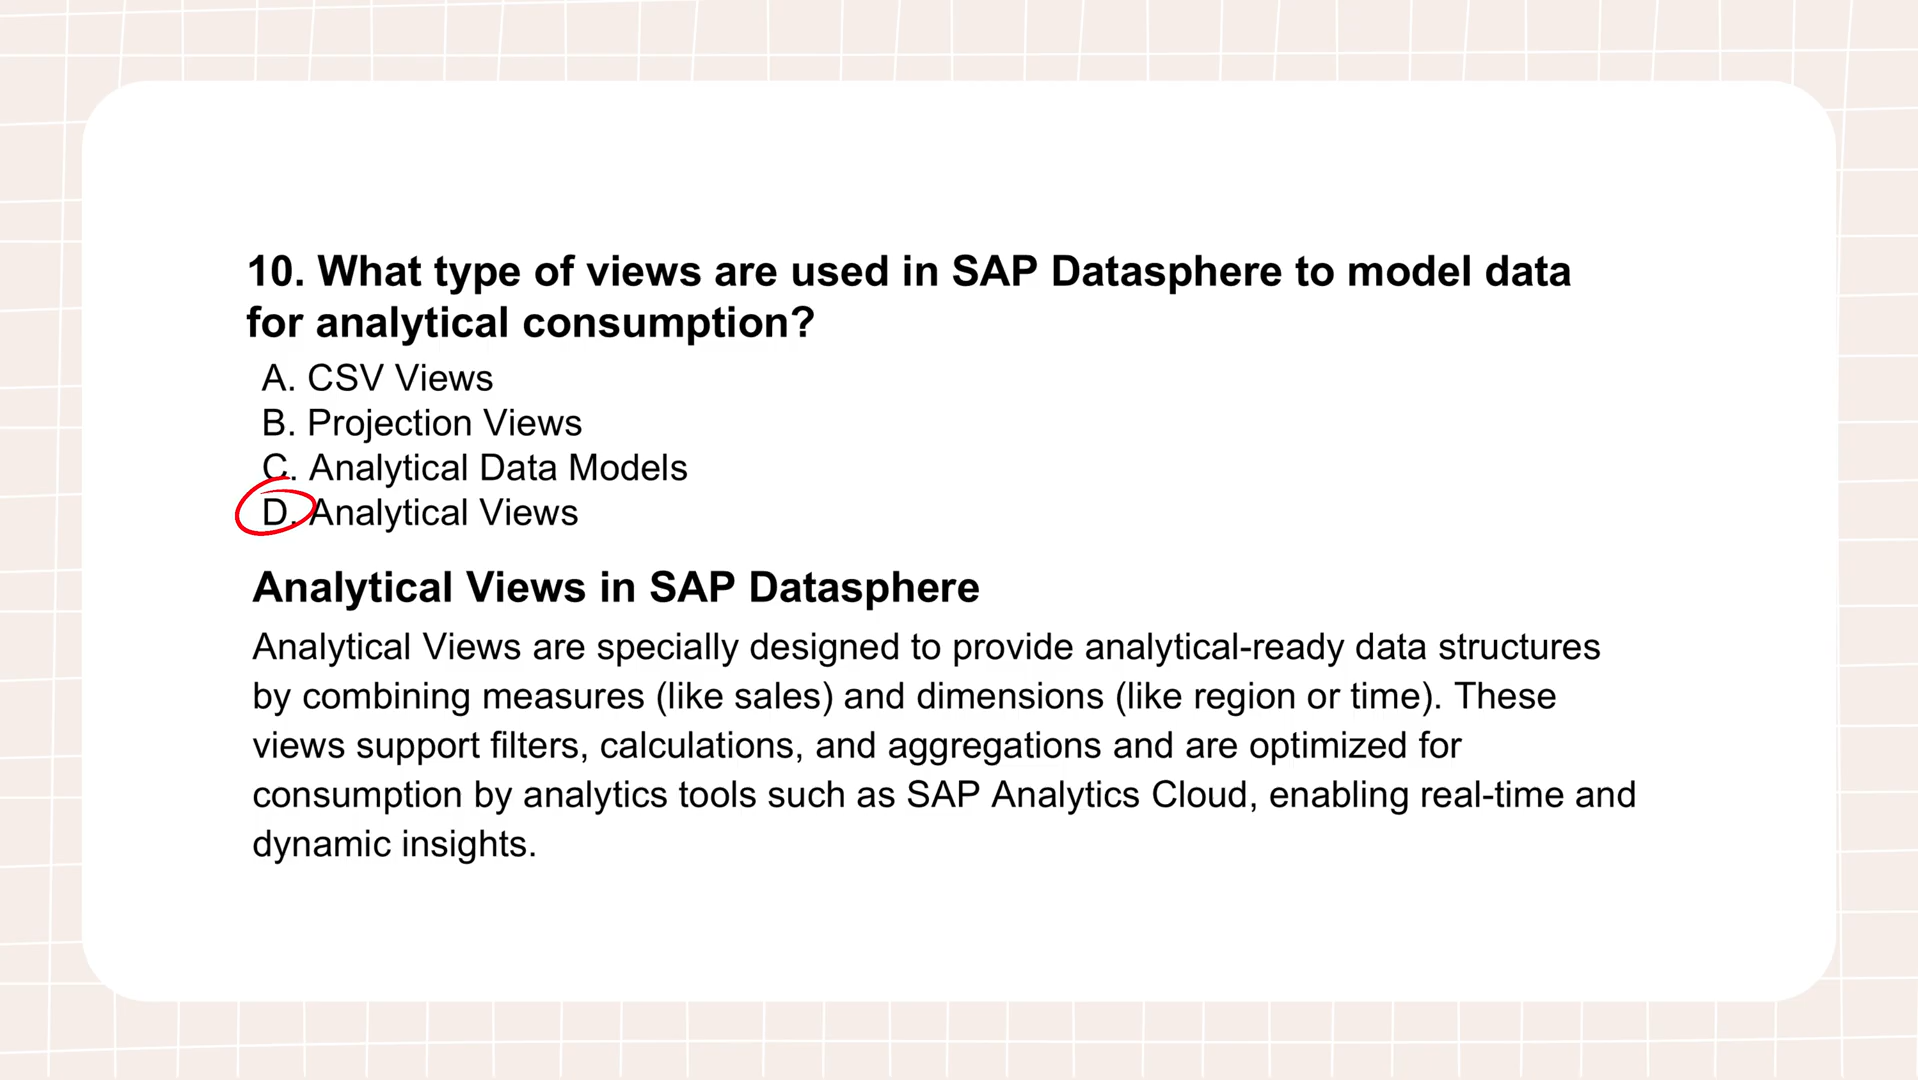 10. What type of views are used in SAP Datasphere to model data
for analytical consumption?
A. CSV Views
B. Projection Views
C. Analytical Data Models
D. Analytical Views
Analytical Views in SAP Datasphere
Analytical Views are specially designed to provide analytical-ready data structures
by combining measures (like sales) and dimensions (like region or time). These
views support filters, calculations, and aggregations and are optimized for
consumption by analytics tools such as SAP Analytics Cloud, enabling real-time and
dynamic insights.